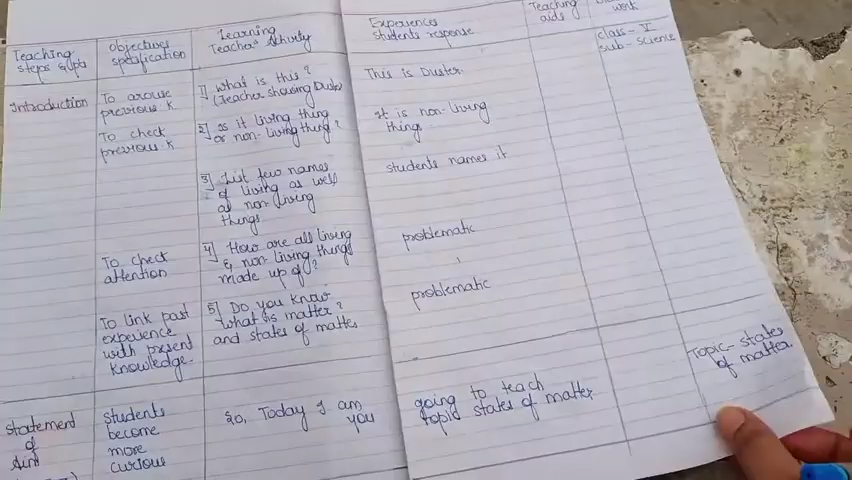 Teaching
steps & pts
objectives
specification
Learning
Teacher's Activity
Experiences
students response
Teaching
aids
work
class - V
sub - science
Introduction
To arouse
previous k
1] What is this?
(Teacher showing Duster
This is Duster.
To check
previous k
2] Is it living thing
or non-living thing?
It is non-living
things
3] List few names
of living as well
as non-living
things
students names it
To check
attention
4] How are all living
& non-living things
made up of?
problematic
To link past
experience
with present
knowledge.
5] Do you know
what is matter?
and states of matter
problematic
statement
of
Aim
students
become
more
curious
So, Today I am
you
going to teach
topic states of matter
Topic - states
of matter.